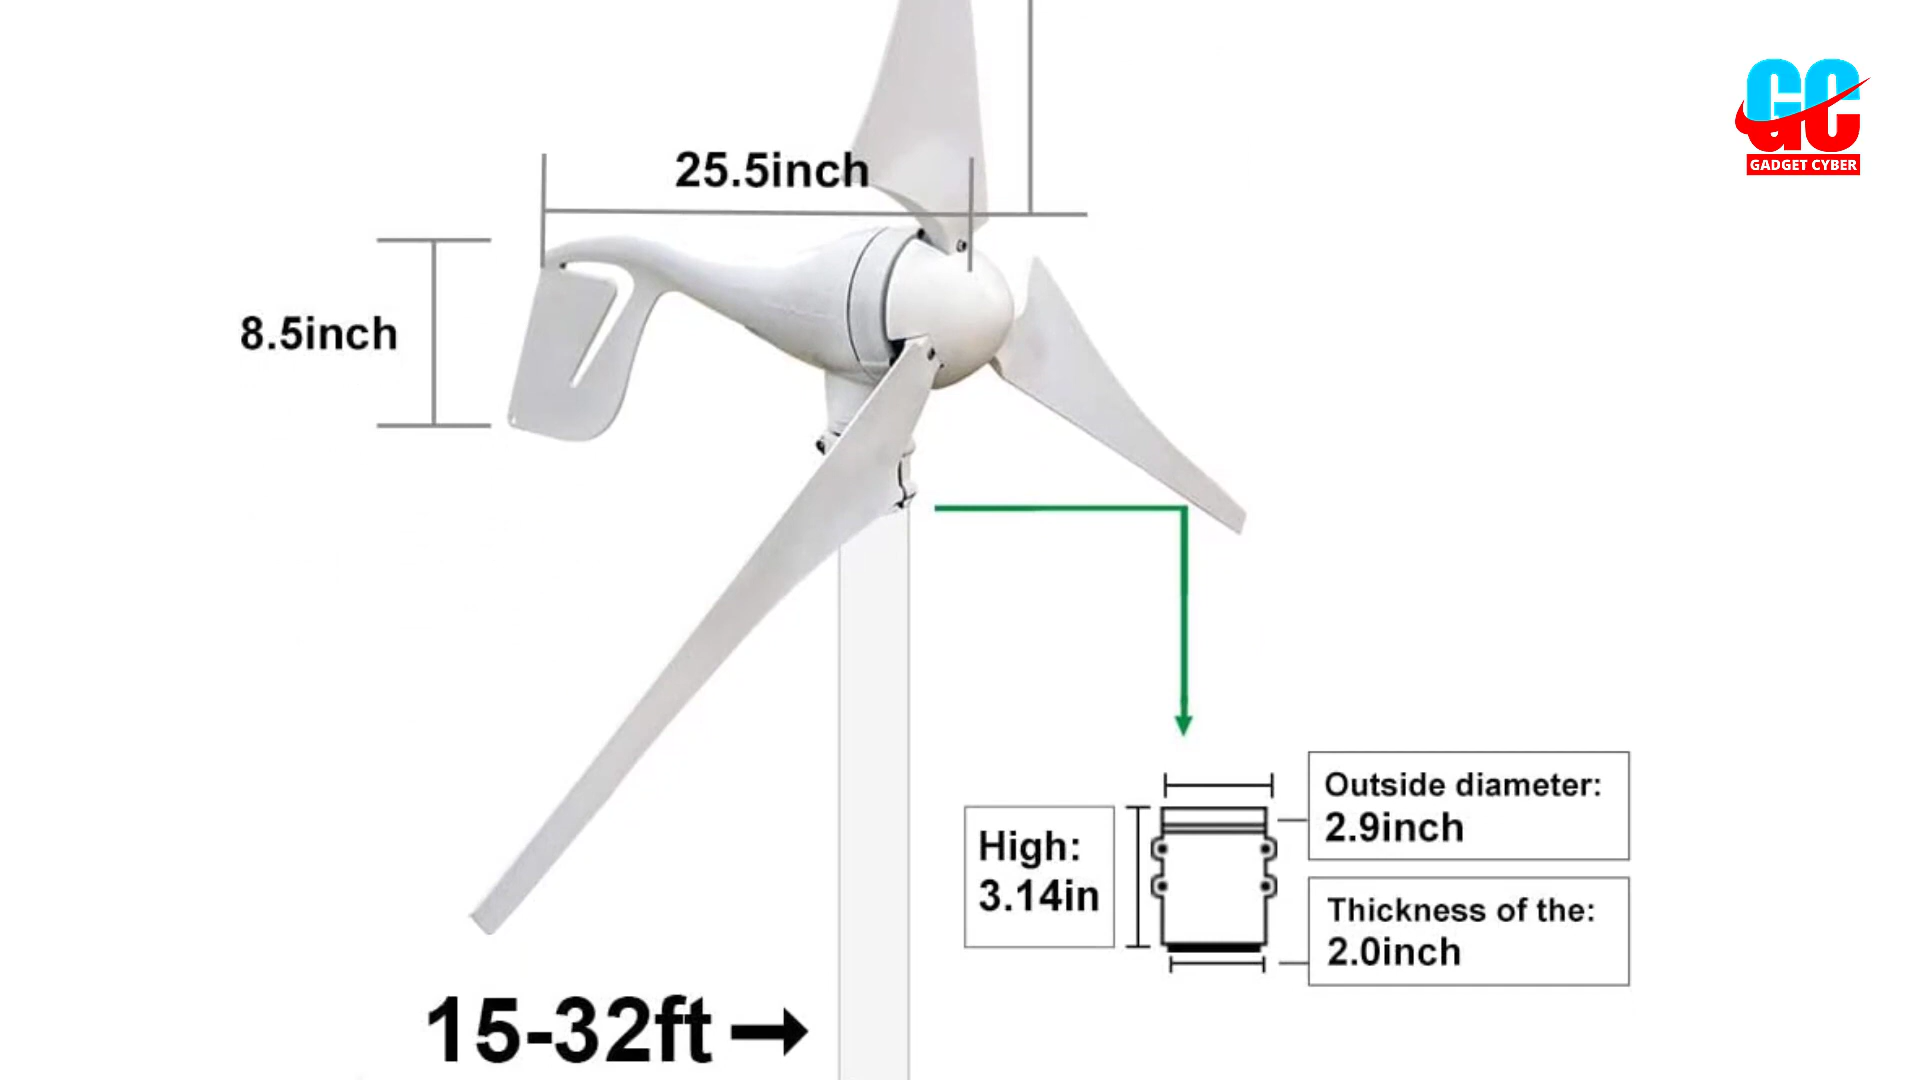 GC
GADGET CYBER
25.5inch
8.5inch
Outside diameter:
2.9inch
High:
3.14in
Thickness of the:
2.0inch
15-32ft